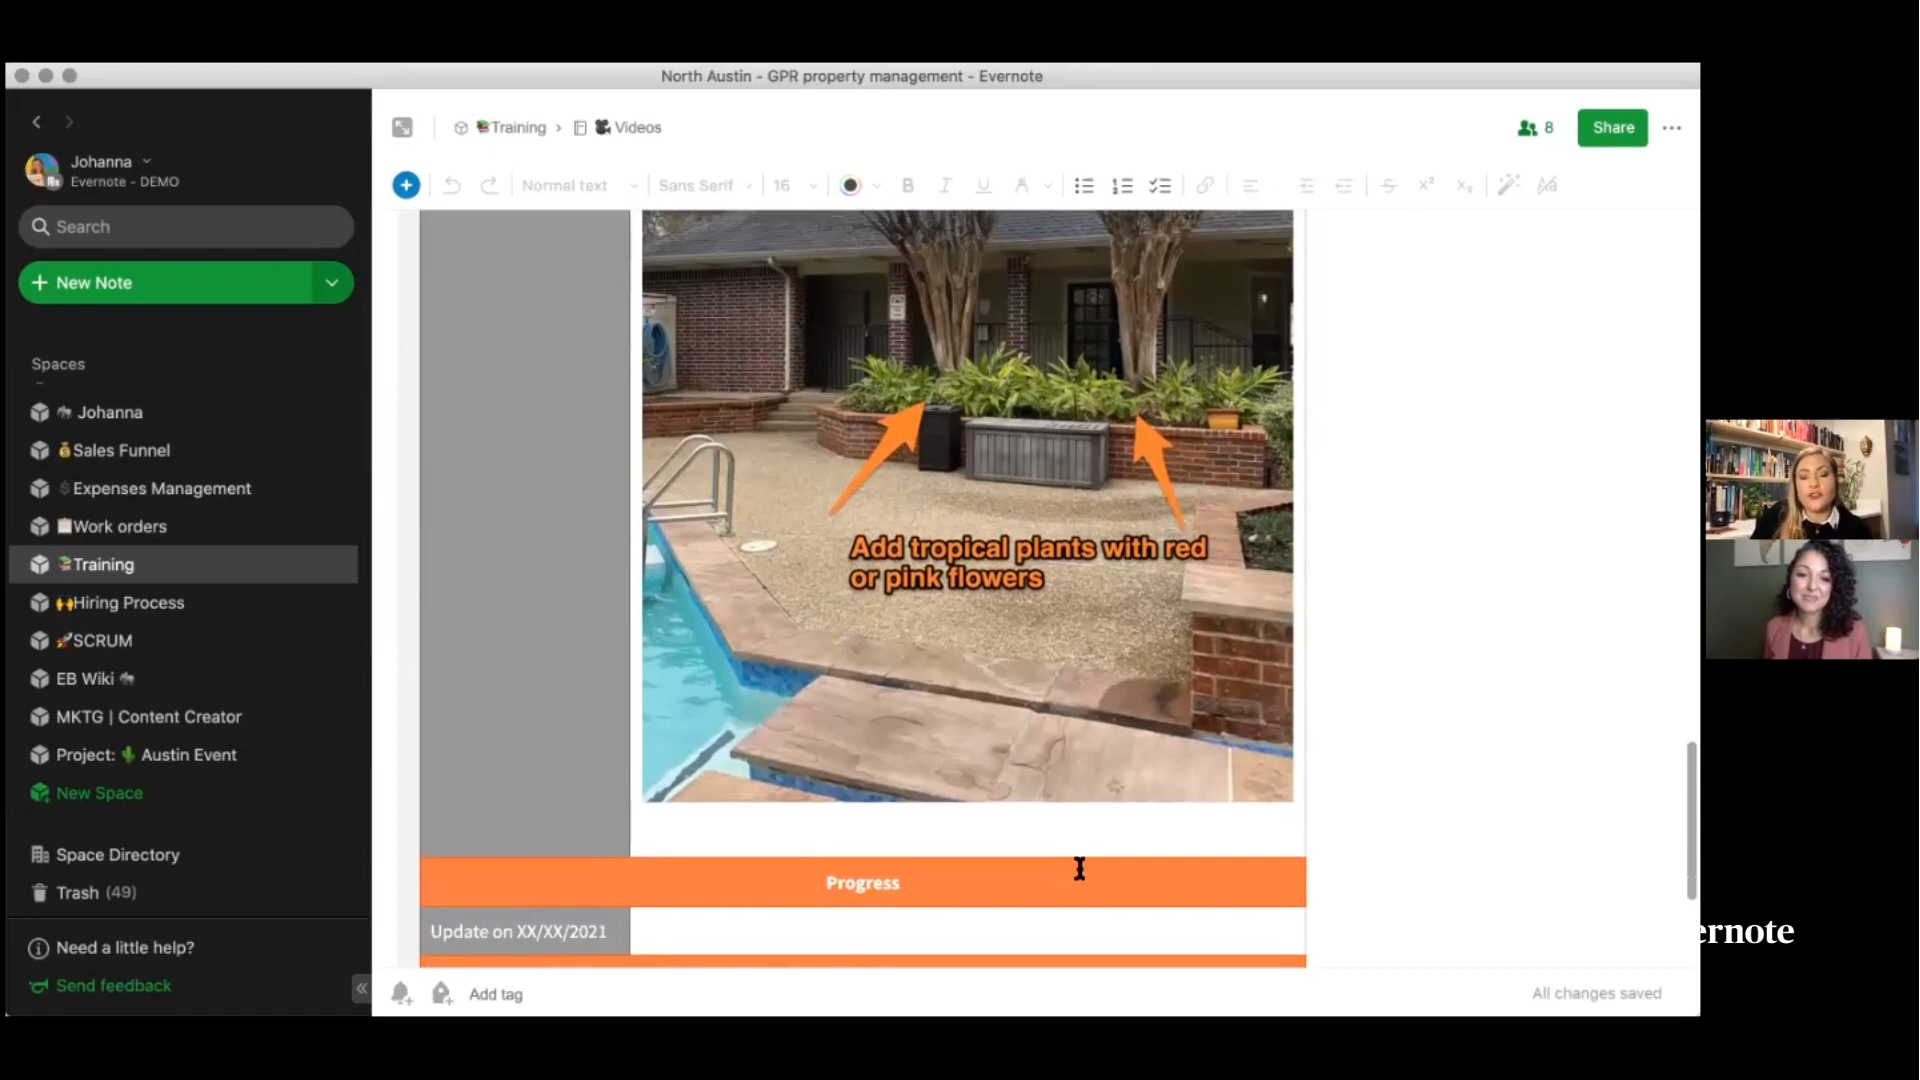 North Austin - GPR property management - Evernote
Johanna
Evernote - DEMO
Search
New Note
Spaces
Johanna
Sales Funnel
Expenses Management
Work orders
Training
Hiring Process
SCRUM
EB Wiki
MKTG | Content Creator
Project: Austin Event
New Space
Space Directory
Trash (49)
Need a little help?
Send feedback
Training › Videos
8
Share
Normal text
Sans Serif
16
Add tropical plants with red
or pink flowers
Progress
Update on XX/XX/2021
Add tag
All changes saved
ernote